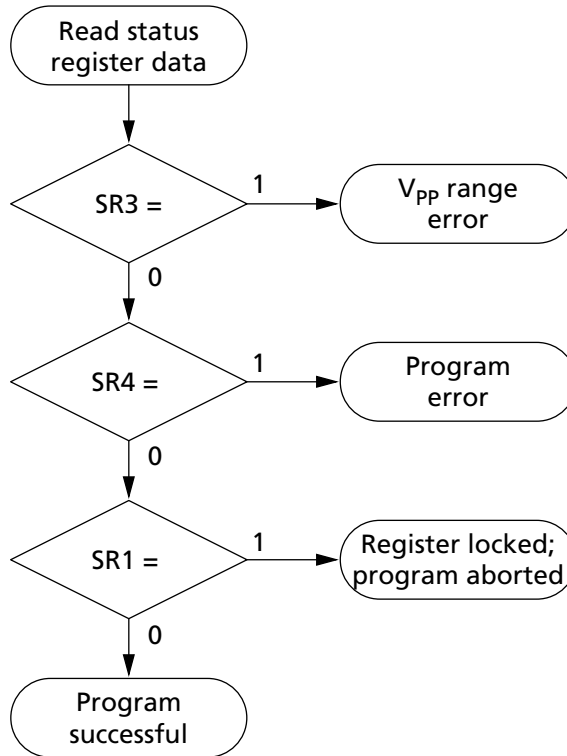 Read status
register data
SR3 =
1
V_PP range
error
0
SR4 =
1
Program
error
0
SR1 =
1
Register locked;
program aborted
0
Program
successful